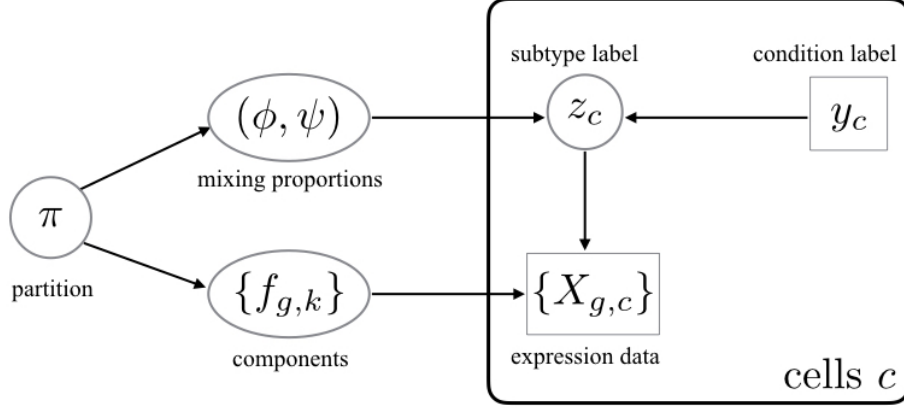 subtype label
condition label
(ϕ, ψ)
z_c
y_c
mixing proportions
π
partition
{f_{g,k}}
{X_{g,c}}
components
expression data
cells c